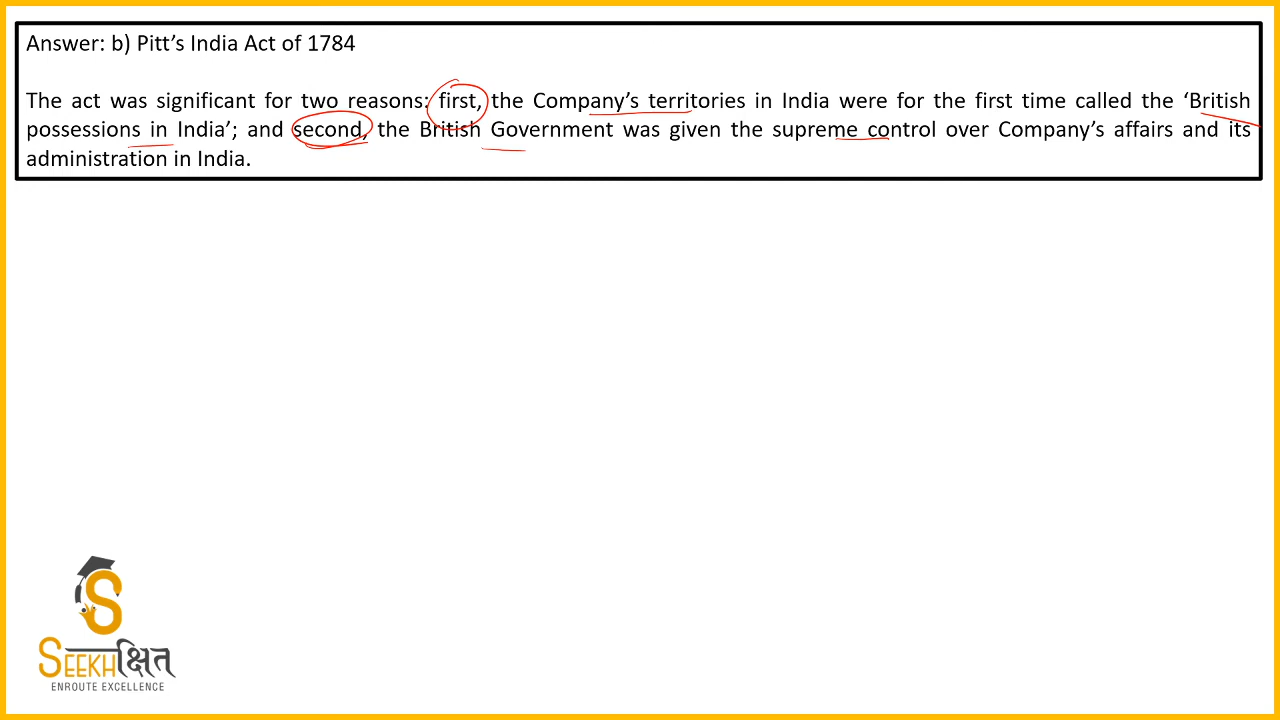 Answer: b) Pitt’s India Act of 1784
The act was significant for two reasons: first, the Company’s territories in India were for the first time called the ‘British
possessions in India’; and second, the British Government was given the supreme control over Company’s affairs and its
administration in India.
SEEKHक्षित
ENROUTE EXCELLENCE